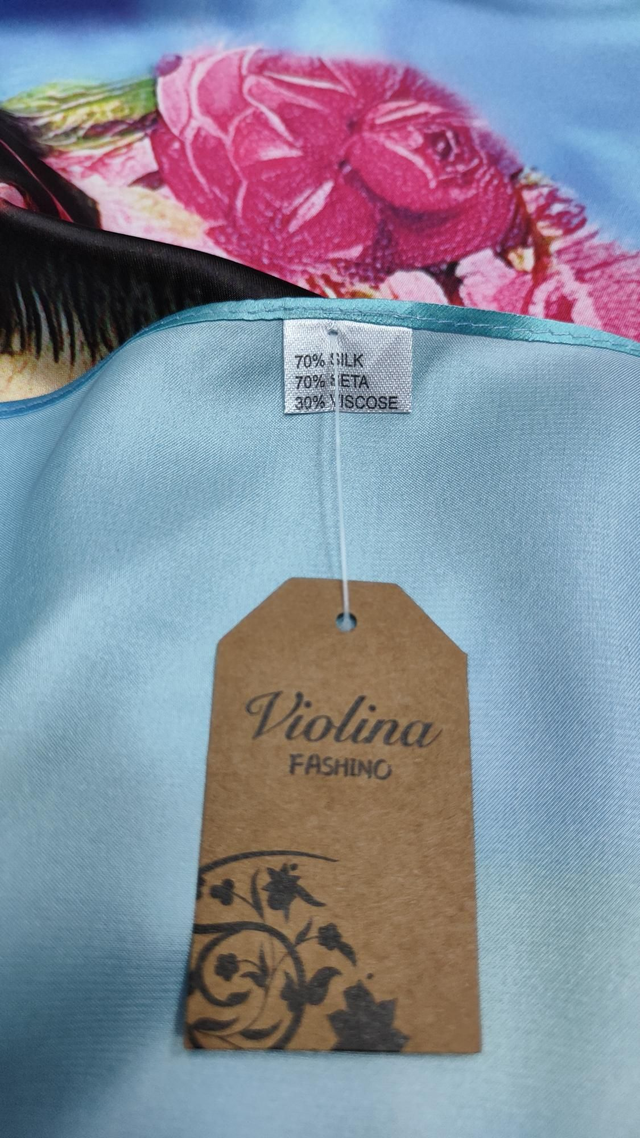 70% SILK
70% SETA
30% VISCOSE
Violina
FASHINO